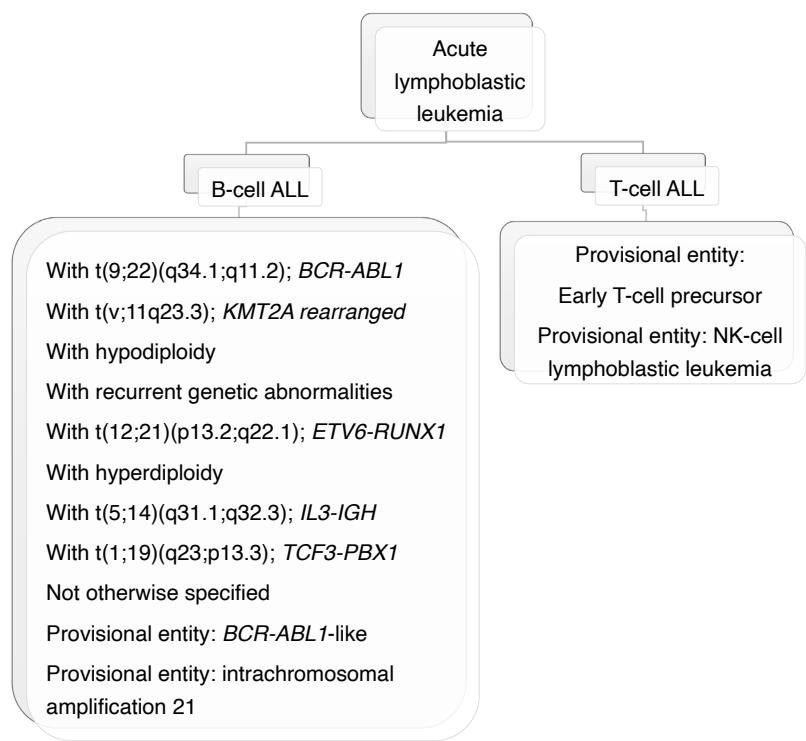 Acute
lymphoblastic
leukemia
B-cell ALL
T-cell ALL
With t(9;22)(q34.1;q11.2); BCR-ABL1
With t(v;11q23.3); KMT2A rearranged
With hypodiploidy
With recurrent genetic abnormalities
With t(12;21)(p13.2;q22.1); ETV6-RUNX1
With hyperdiploidy
With t(5;14)(q31.1;q32.3); IL3-IGH
With t(1;19)(q23;p13.3); TCF3-PBX1
Not otherwise specified
Provisional entity: BCR-ABL1-like
Provisional entity: intrachromosomal
amplification 21
Provisional entity:
Early T-cell precursor
Provisional entity: NK-cell
lymphoblastic leukemia